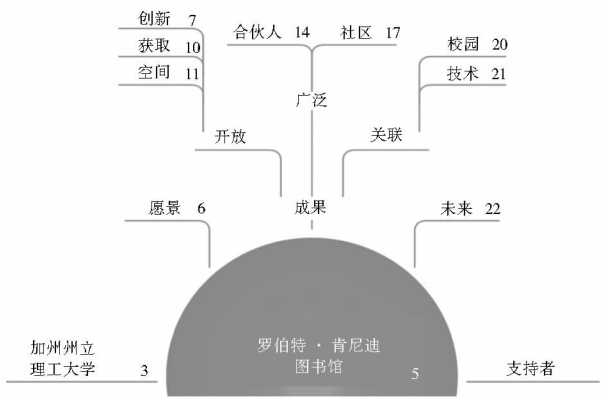 创新 7
获取 10
空间 11
合伙人 14 社区 17
校园 20
技术 21
广泛
开放
关联
愿景 6
成果
未来 22
加州州立
理工大学 3
罗伯特·肯尼迪
图书馆 5
支持者